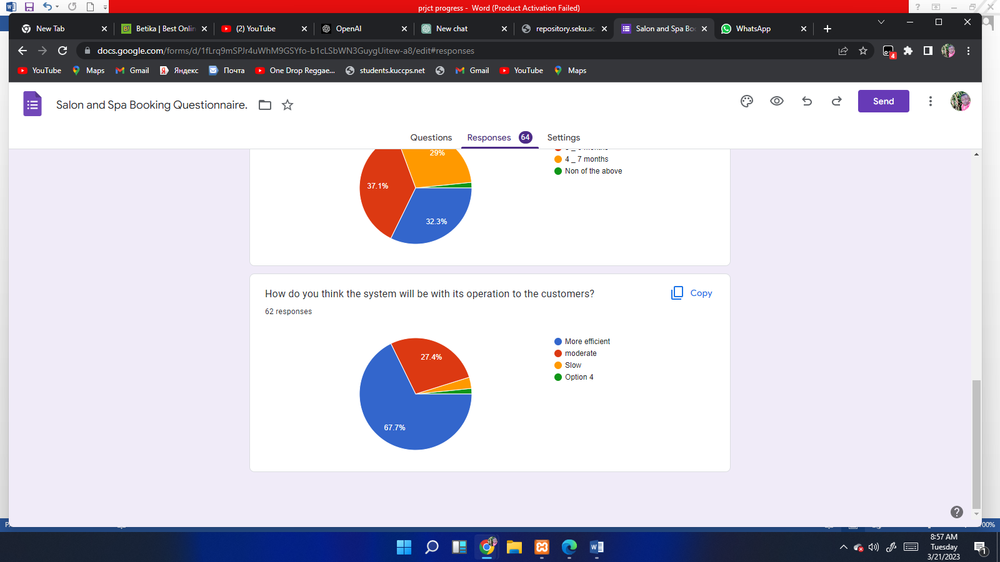 prjct progress - Word (Product Activation Failed)
New Tab
Betika | Best Onlin
(2) YouTube
OpenAI
New chat
repository.seku.ac
Salon and Spa Bo
WhatsApp
docs.google.com/forms/d/1fLrq9mSPJr4uWhM9GSYfo-b1cLSbWN3GuygUitew-a8/edit#responses
4
YouTube
Maps
Gmail
Яндекс
Почта
One Drop Reggae...
students.kuccps.net
Gmail
YouTube
Maps
Salon and Spa Booking Questionnaire.
Send
Questions
Responses 64
Settings
29%
37.1%
32.3%
4 _ 7 months
Non of the above
How do you think the system will be with its operation to the customers?
Copy
62 responses
27.4%
67.7%
More efficient
moderate
Slow
Option 4
8:57 AM
Tuesday
3/21/2023
1